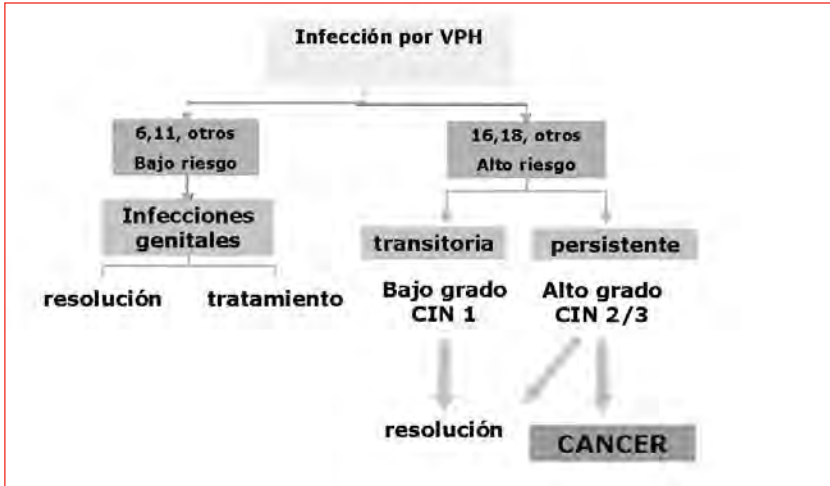 Infección por VPH
6,11, otros
Bajo riesgo
16,18, otros
Alto riesgo
Infecciones
genitales
transitoria
persistente
resolución
tratamiento
Bajo grado
CIN 1
Alto grado
CIN 2/3
resolución
CANCER